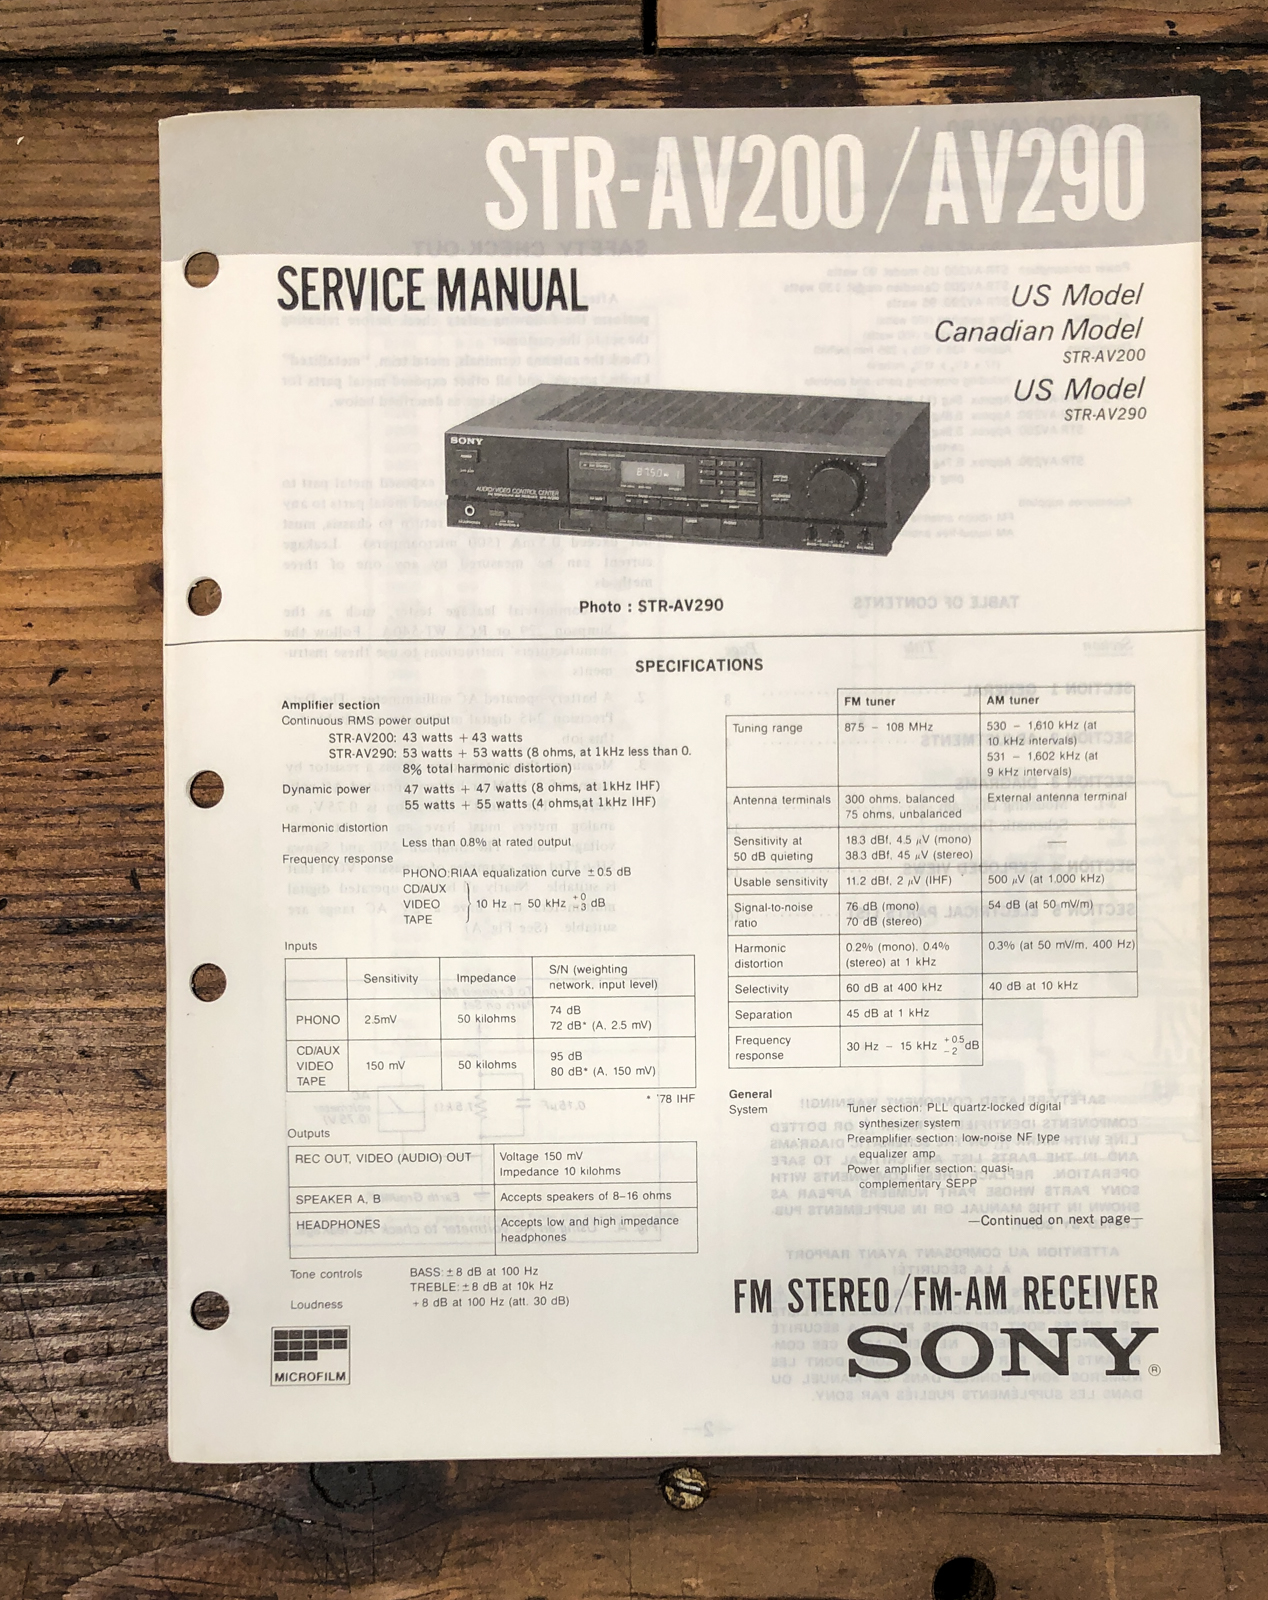 STR-AV200/AV290
SERVICE MANUAL
US Model
Canadian Model
STR-AV200
US Model
STR-AV290
SONY
AUDIO/VIDEO CONTROL CENTER
Photo : STR-AV290
SPECIFICATIONS
Amplifier section
Continuous RMS power output
STR-AV200: 43 watts + 43 watts
STR-AV290: 53 watts + 53 watts (8 ohms, at 1kHz less than 0.
8% total harmonic distortion)
Dynamic power 47 watts + 47 watts (8 ohms, at 1kHz IHF)
55 watts + 55 watts (4 ohms,at 1kHz IHF)
Harmonic distortion
Less than 0.8% at rated output
Frequency response
PHONO:RIAA equalization curve ±0.5 dB
CD/AUX
VIDEO 10 Hz – 50 kHz +0 −3 dB
TAPE
Inputs
Sensitivity Impedance S/N (weighting
network, input level)
PHONO 2.5mV 50 kilohms 74 dB
72 dB* (A, 2.5 mV)
CD/AUX
VIDEO
TAPE
150 mV 50 kilohms 95 dB
80 dB* (A, 150 mV)
* '78 IHF
Outputs
REC OUT, VIDEO (AUDIO) OUT Voltage 150 mV
Impedance 10 kilohms
SPEAKER A, B Accepts speakers of 8–16 ohms
HEADPHONES Accepts low and high impedance
headphones
Tone controls BASS:±8 dB at 100 Hz
TREBLE:±8 dB at 10k Hz
Loudness +8 dB at 100 Hz (att. 30 dB)
MICROFILM
FM tuner AM tuner
Tuning range 87.5 – 108 MHz 530 – 1,610 kHz (at
10 kHz intervals)
531 – 1,602 kHz (at
9 kHz intervals)
Antenna terminals 300 ohms, balanced External antenna terminal
75 ohms, unbalanced
Sensitivity at 18.3 dBf, 4.5 μV (mono) —
50 dB quieting 38.3 dBf, 45 μV (stereo)
Usable sensitivity 11.2 dBf, 2 μV (IHF) 500 μV (at 1,000 kHz)
Signal-to-noise 76 dB (mono) 54 dB (at 50 mV/m)
ratio 70 dB (stereo)
Harmonic 0.2% (mono), 0.4% 0.3% (at 50 mV/m, 400 Hz)
distortion (stereo) at 1 kHz
Selectivity 60 dB at 400 kHz 40 dB at 10 kHz
Separation 45 dB at 1 kHz
Frequency
response 30 Hz – 15 kHz +0.5 −2 dB
General
System Tuner section: PLL quartz-locked digital
synthesizer system
Preamplifier section: low-noise NF type
equalizer amp
Power amplifier section: quasi-
complementary SEPP
—Continued on next page—
FM STEREO/FM-AM RECEIVER
SONY®